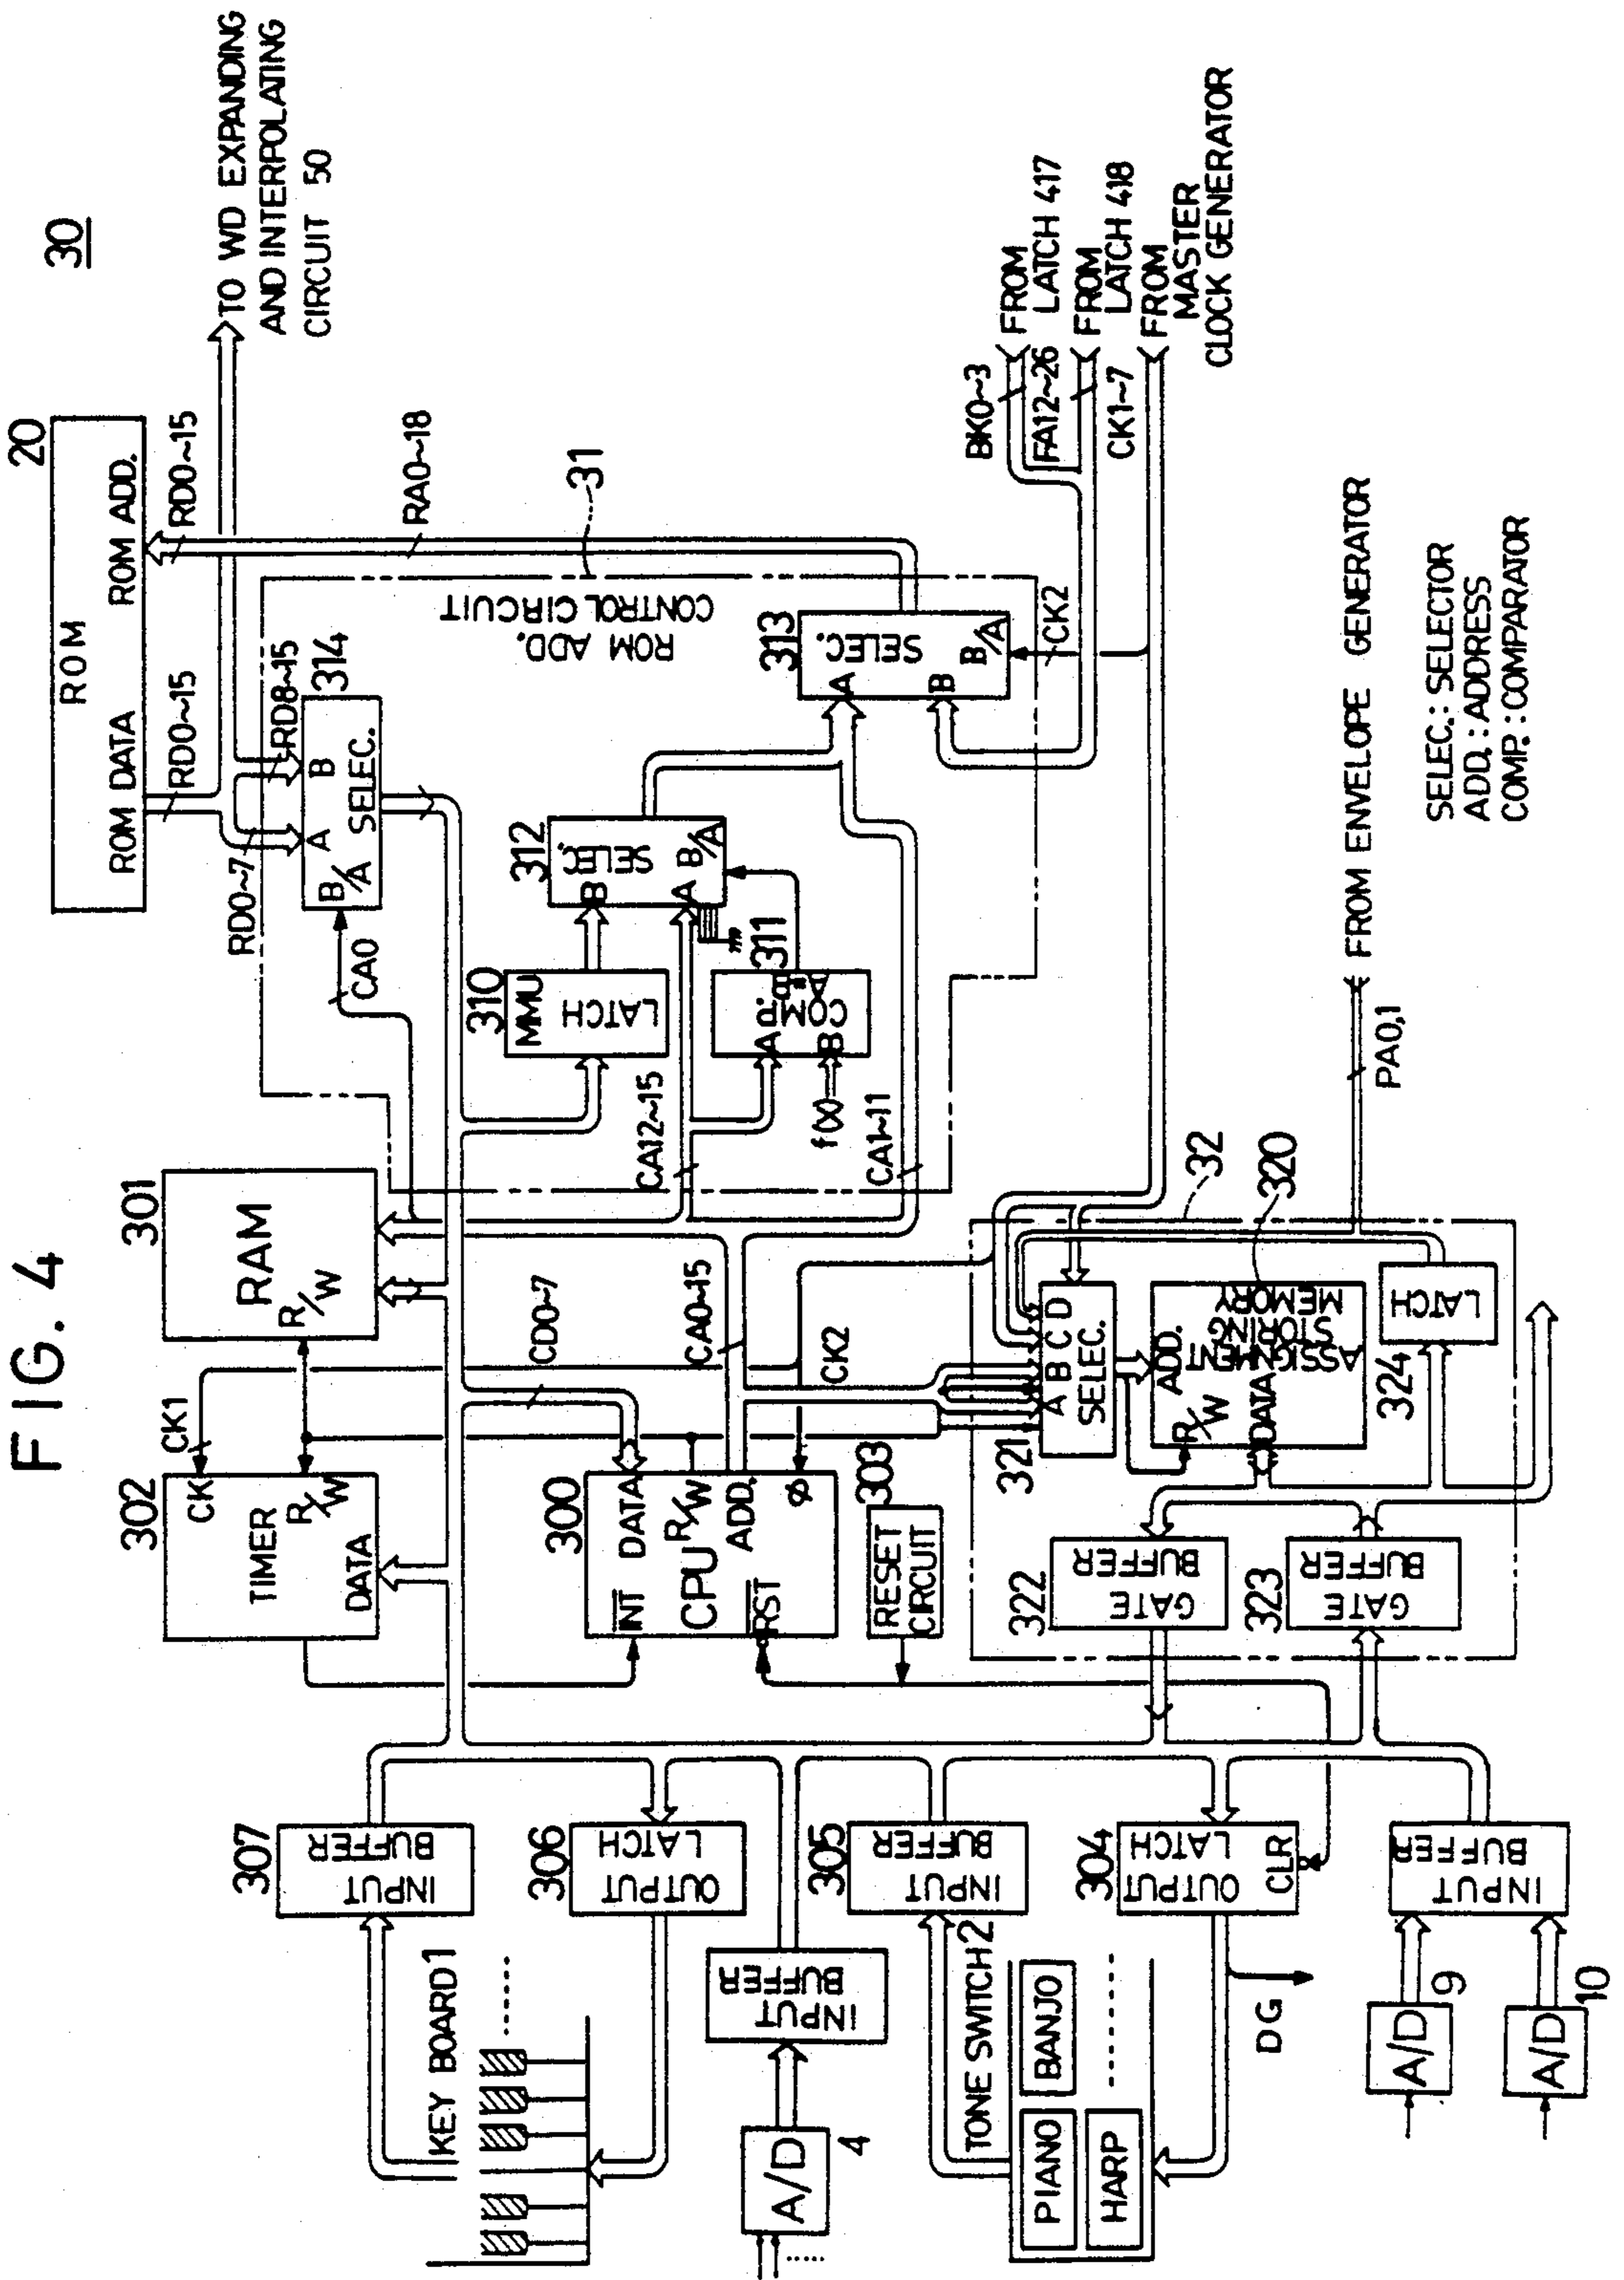 FIG. 4
30
20
ROM
ROM DATA
ROM ADD.
RD0~15
RD0~15
TO WD EXPANDING
AND INTERPOLATING
CIRCUIT 50
RD0~7
RD8~15
314
A
B
B/A
SELEC.
CA0
RA0~18
31
ROM ADD.
CONTROL CIRCUIT
302
CK1
CK
TIMER
R/W
DATA
301
RAM
R/W
310
MMU
LATCH
312
B
SELEC.
A
B/A
311
COMP.
A
B
A=B
f(x)
CA12~15
CA1~11
313
A
SELEC.
B
B/A
CK2
BK0~3
FROM
LATCH 417
FA12~26
FROM
LATCH 418
CK1~7
FROM
MASTER
CLOCK GENERATOR
300
INT
DATA
CPU
R/W
RST
ADD.
Ø
CD0~7
CA0~15
CK2
303
RESET
CIRCUIT
32
321
A B C D
SELEC.
320
ADD.
R/W
DATA
ASSIGNMENT
STORING
MEMORY
322
GATE
BUFFER
323
GATE
BUFFER
324
LATCH
PA0,1
FROM ENVELOPE GENERATOR
307
INPUT
BUFFER
306
OUTPUT
LATCH
INPUT
BUFFER
305
INPUT
BUFFER
304
OUTPUT
LATCH
CLR
INPUT
BUFFER
KEY BOARD 1
A/D
4
TONE SWITCH 2
PIANO
BANJO
HARP
DG
A/D
9
A/D
10
SELEC.: SELECTOR
ADD.: ADDRESS
COMP.: COMPARATOR